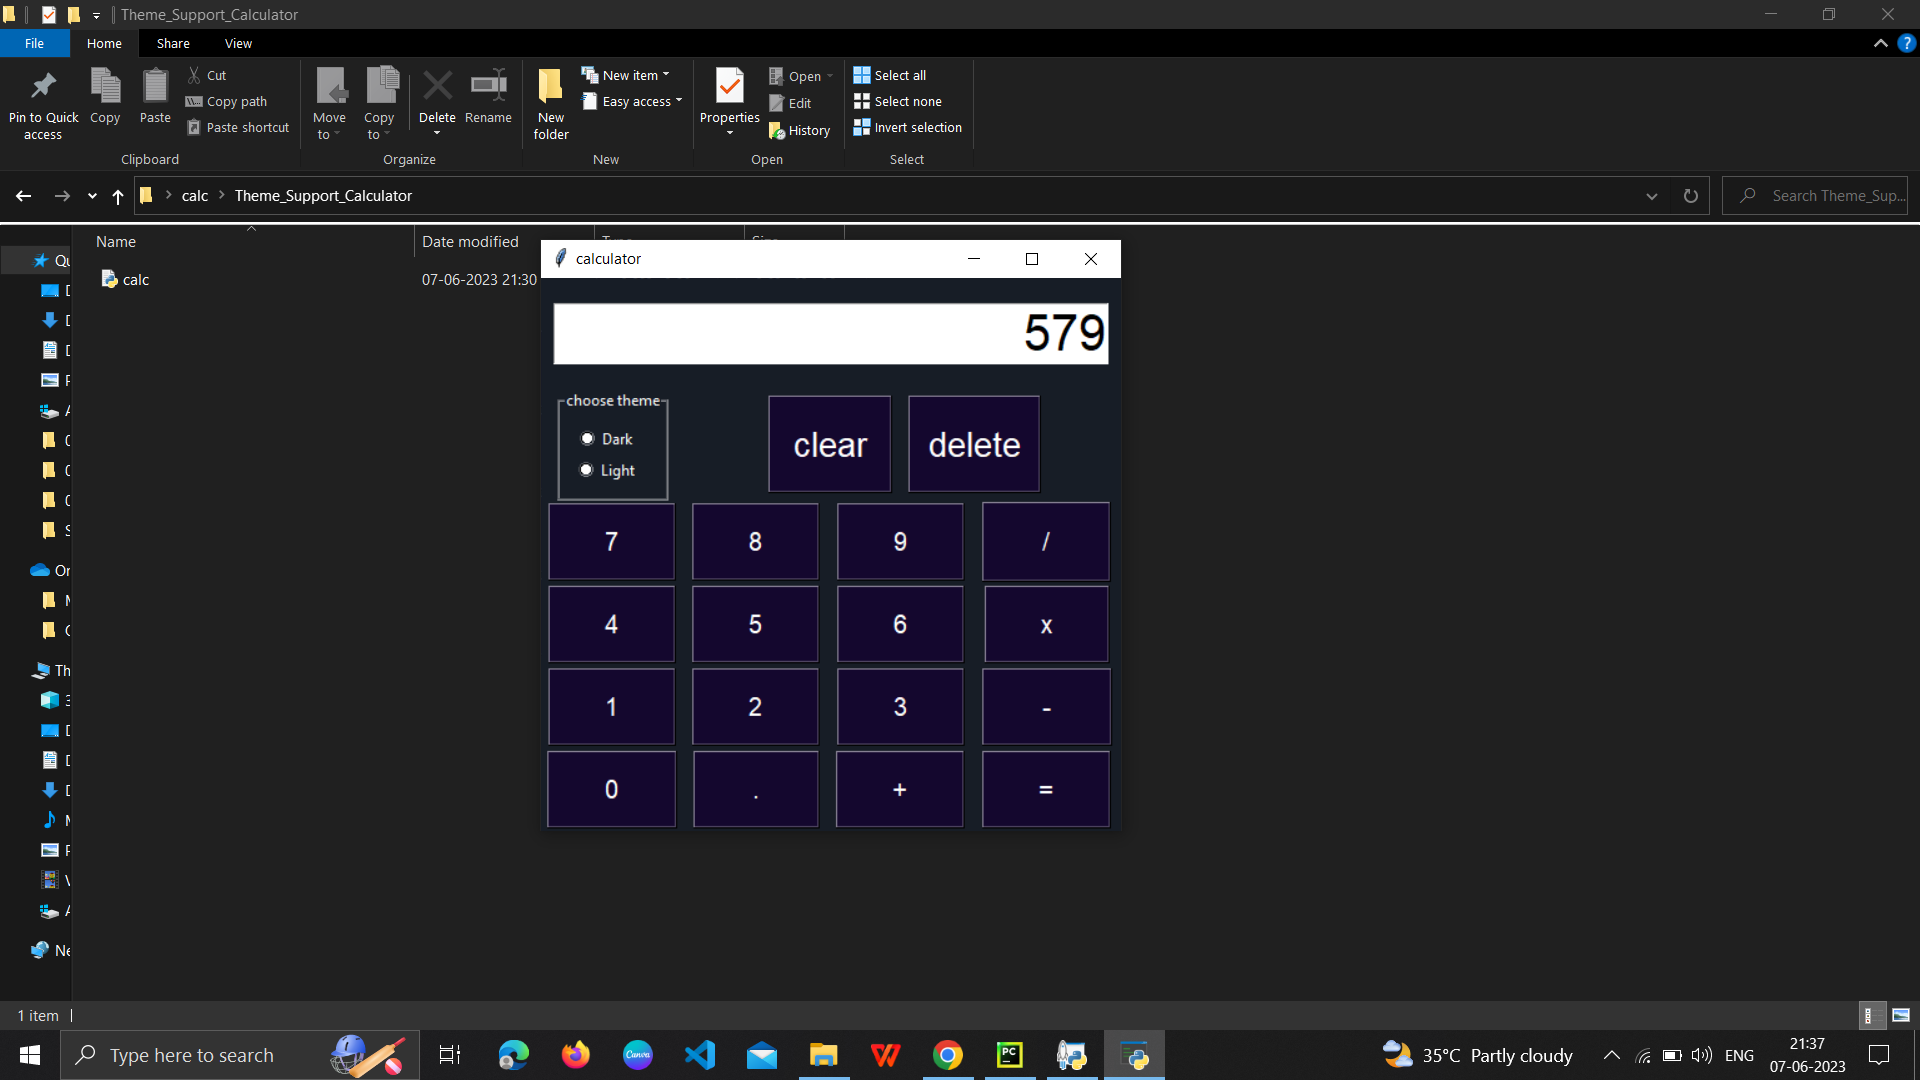 Theme_Support_Calculator
File Home Share View
Pin to Quick access
Copy
Paste
Cut
Copy path
Paste shortcut
Clipboard
Move to
Copy to
Delete
Rename
Organize
New folder
New item
Easy access
New
Properties
Open
Edit
History
Open
Select all
Select none
Invert selection
Select
calc > Theme_Support_Calculator
Search Theme_Sup...
Name Date modified
calc 07-06-2023 21:30
calculator
579
choose theme
Dark
Light
clear delete
7 8 9 /
4 5 6 x
1 2 3 -
0 . + =
1 item
Type here to search
Canva
PC
35°C Partly cloudy
ENG
21:37
07-06-2023